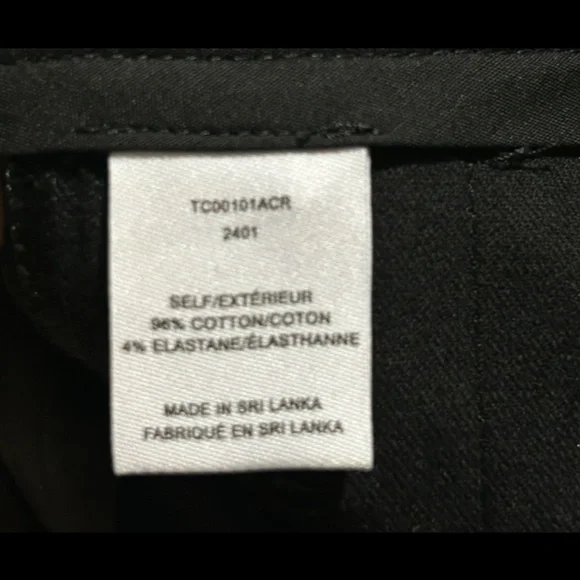 TC00101ACR
2401
SELF/EXTÉRIEUR
96% COTTON/COTON
4% ELASTANE/ÉLASTHANNE
MADE IN SRI LANKA
FABRIQUÉ EN SRI LANKA